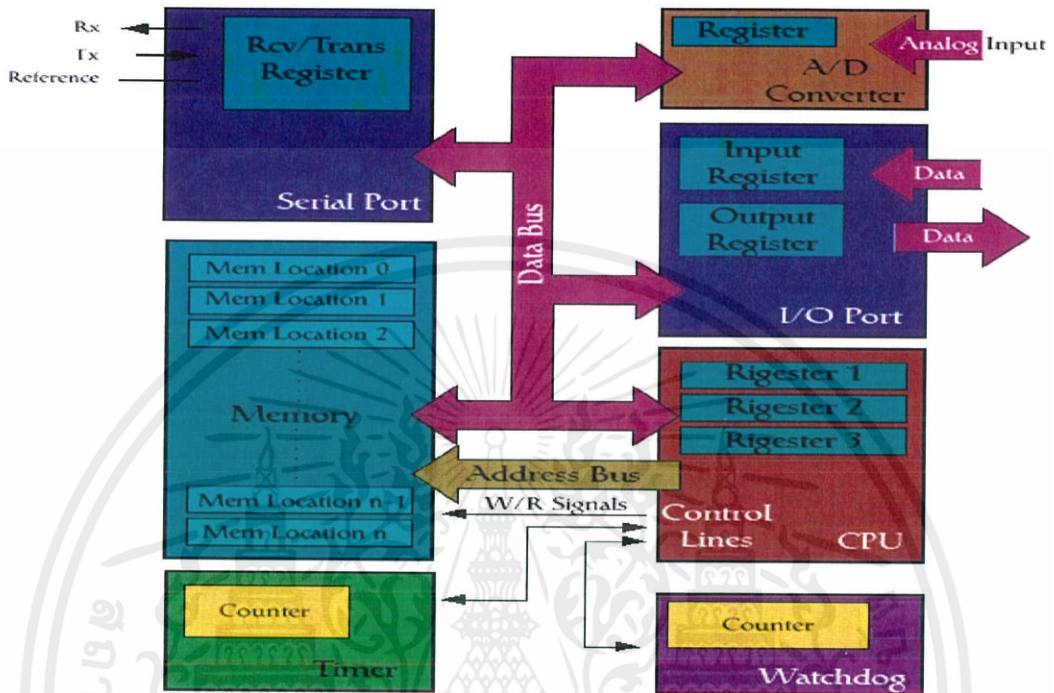 Rx
Tx
Reference
Rcv/Trans
Register
Serial Port
Register
A/D
Converter
Analog Input
Data Bus
Input
Register
Output
Register
I/O Port
Data
Data
Mem Location 0
Mem Location 1
Mem Location 2
Memory
Mem Location n-1
Mem Location n
Rigester 1
Rigester 2
Rigester 3
Control
Lines
CPU
Address Bus
W/R Signals
Counter
Timer
Counter
Watchdog